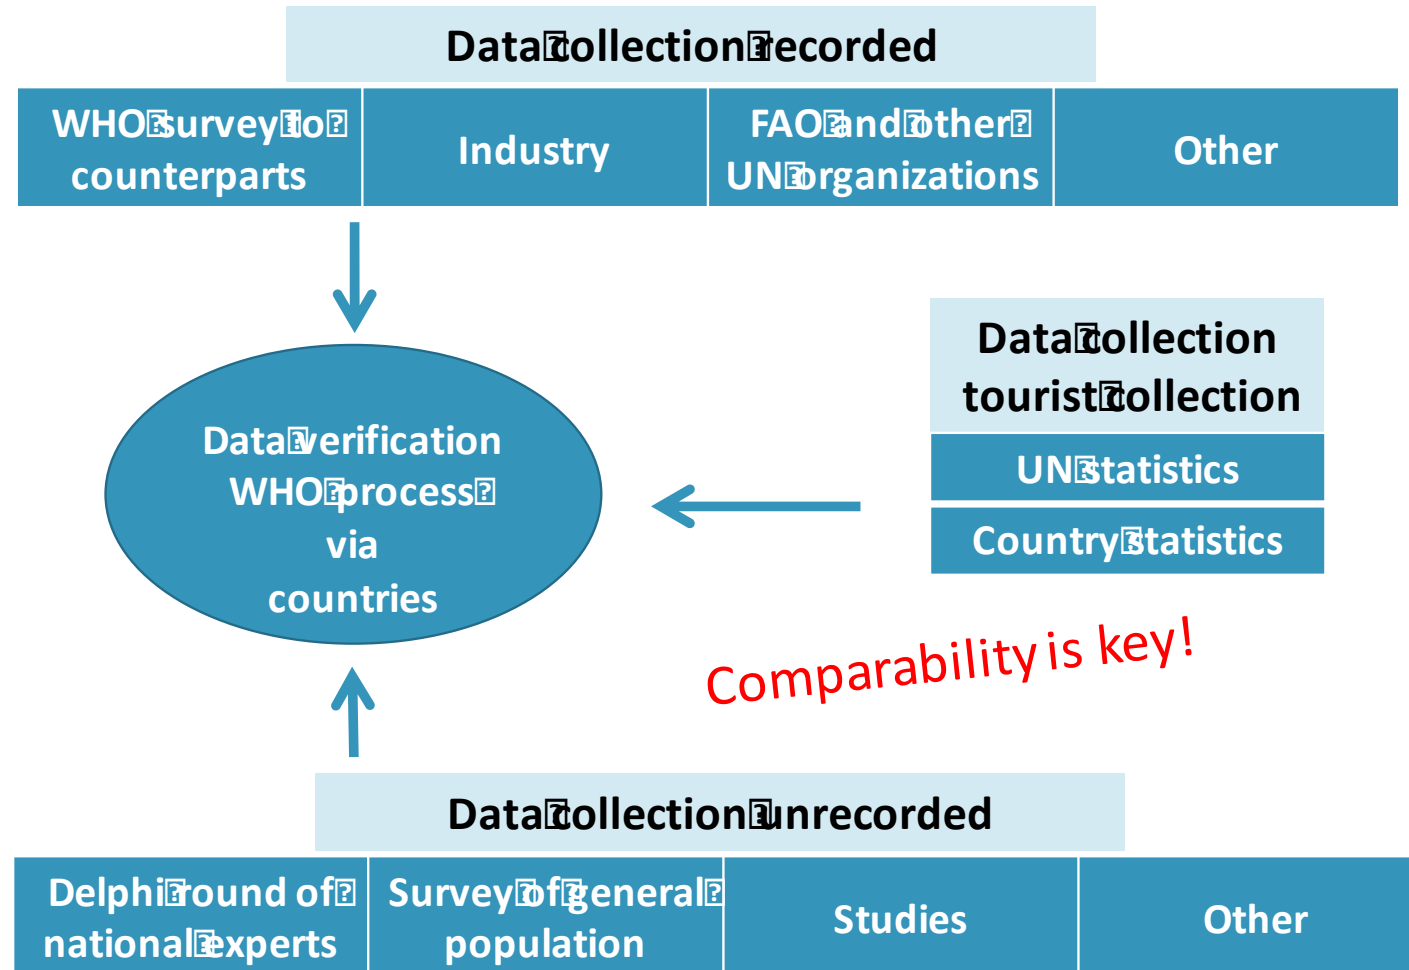 Data collection recorded
WHO survey to
counterparts
Industry
FAO and other
UN organizations
Other
Data collection
tourist collection
UN statistics
Country statistics
Data verification
WHO process
via
countries
Comparability is key!
Data collection unrecorded
Delphi round of
national experts
Survey of general
population
Studies
Other